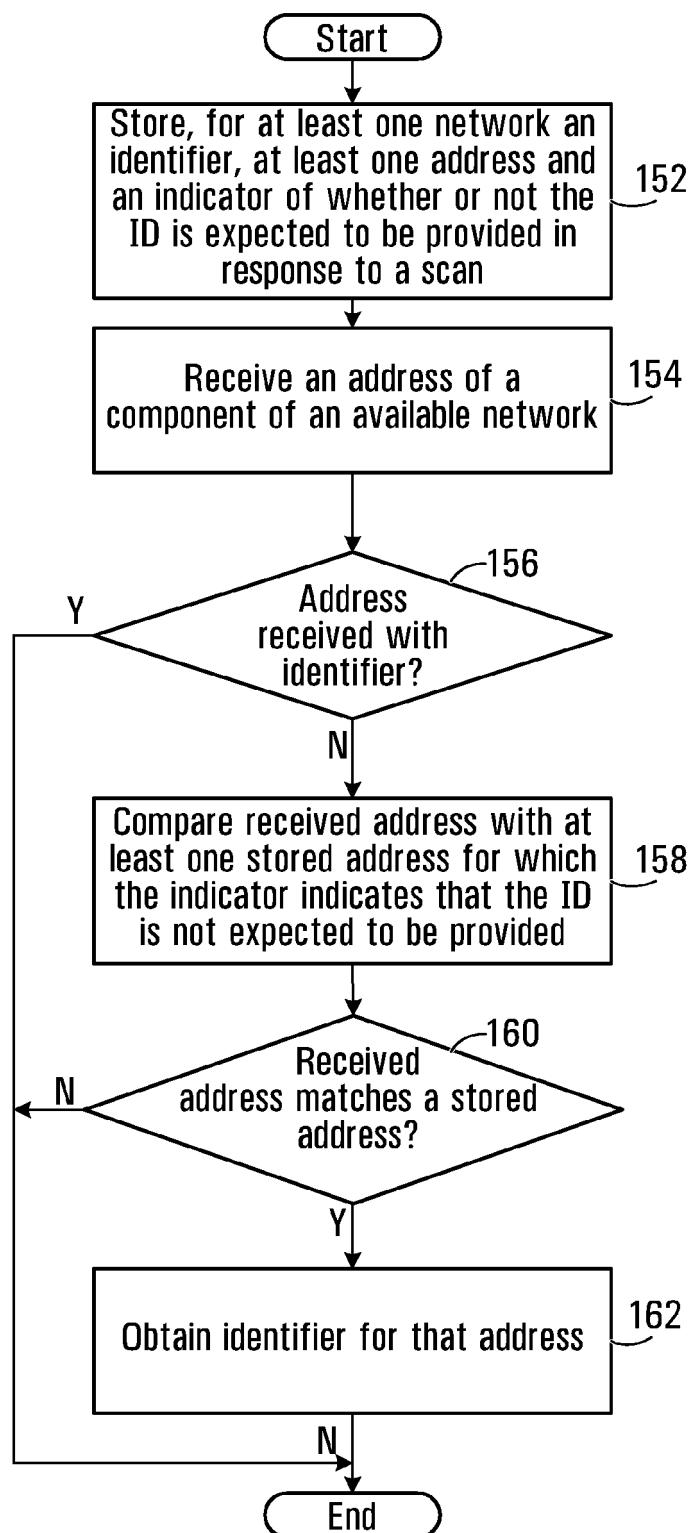 Start
Store, for at least one network an
identifier, at least one address and
an indicator of whether or not the
ID is expected to be provided in
response to a scan
152
Receive an address of a
component of an available network
154
156
Address
received with
identifier?
Y
N
Compare received address with at
least one stored address for which
the indicator indicates that the ID
is not expected to be provided
158
160
Received
address matches a stored
address?
N
Y
Obtain identifier for that address
162
N
End